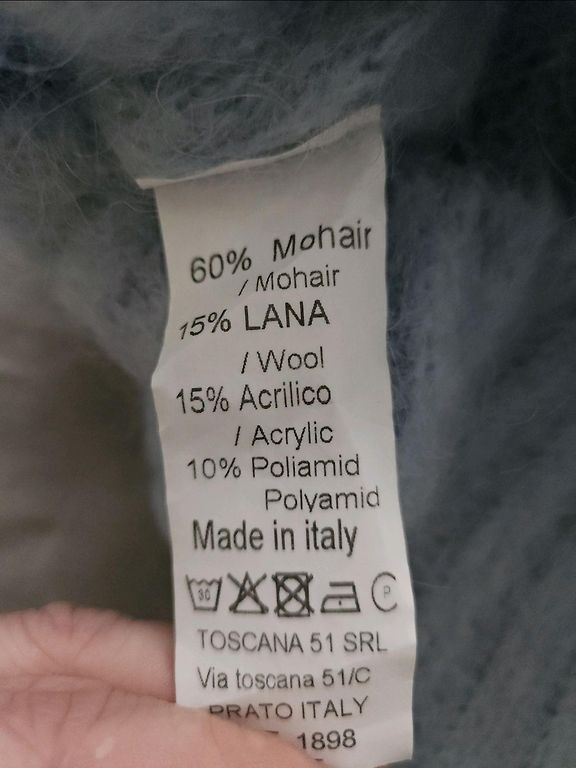 60% Mohair
/ Mohair
15% LANA
/ Wool
15% Acrilico
/ Acrylic
10% Poliamid
Polyamid
Made in italy
30 P
TOSCANA 51 SRL
Via toscana 51/C
PRATO ITALY
1898